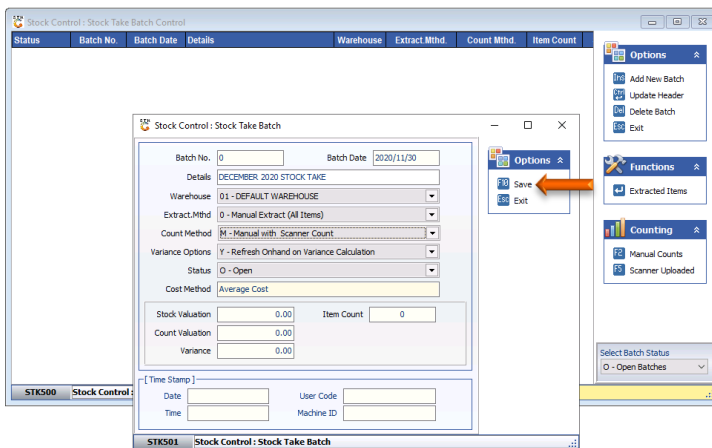 Stock Control : Stock Take Batch Control
Status Batch No. Batch Date Details Warehouse Extract.Mthd. Count Mthd. Item Count
Options
Ins Add New Batch
Ctrl Update Header
Del Delete Batch
Esc Exit
Functions
Extracted Items
Counting
F2 Manual Counts
F5 Scanner Uploaded
Select Batch Status
O - Open Batches
STK500 Stock Control :
Stock Control : Stock Take Batch
Batch No. 0 Batch Date 2020/11/30
Details DECEMBER 2020 STOCK TAKE
Warehouse 01 - DEFAULT WAREHOUSE
Extract.Mthd 0 - Manual Extract (All Items)
Count Method M - Manual with Scanner Count
Variance Options Y - Refresh Onhand on Variance Calculation
Status O - Open
Cost Method Average Cost
Stock Valuation 0.00 Item Count 0
Count Valuation 0.00
Variance 0.00
[ Time Stamp ]
Date User Code
Time Machine ID
Options
F10 Save
Esc Exit
STK501 Stock Control : Stock Take Batch